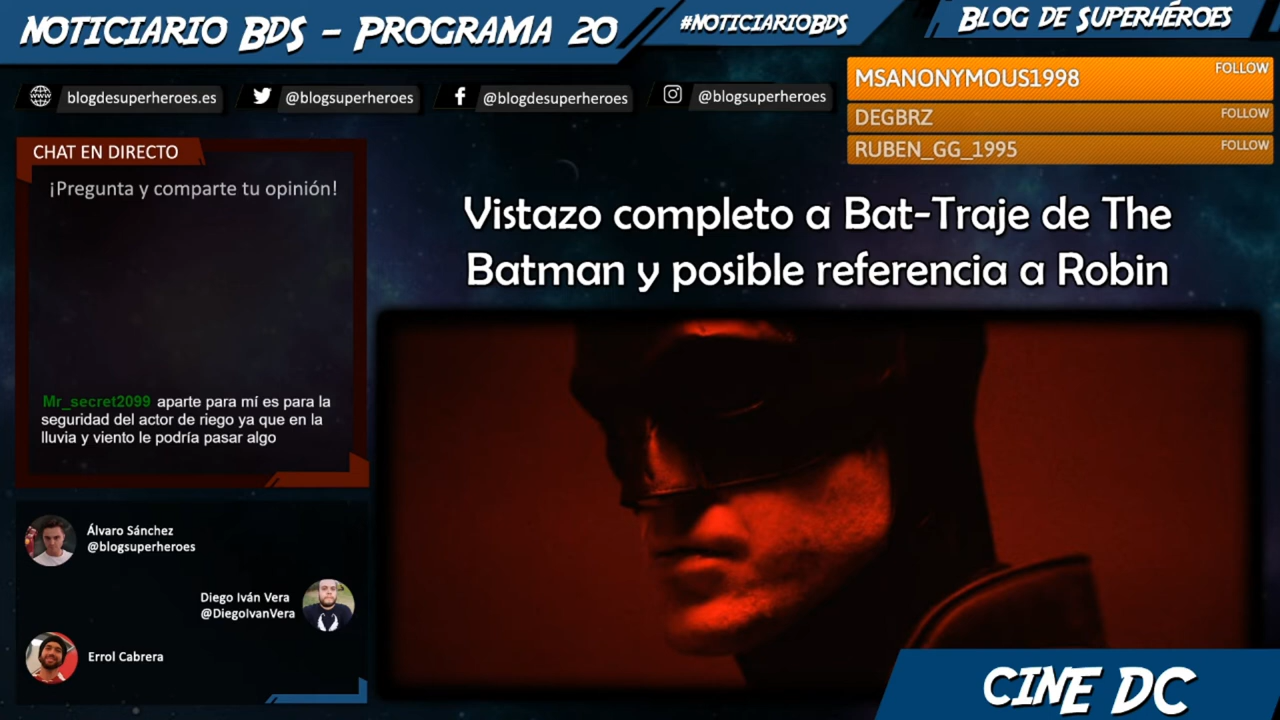 NOTICIARIO BDS - PROGRAMA 20
#NOTICIARIOBDS
BLOG DE SUPERHÉROES
www
blogdesuperheroes.es
@blogsuperheroes
@blogdesuperheroes
@blogsuperheroes
MSANONYMOUS1998 FOLLOW
DEGBRZ FOLLOW
RUBEN_GG_1995 FOLLOW
CHAT EN DIRECTO
¡Pregunta y comparte tu opinión!
Mr_secret2099 aparte para mí es para la
seguridad del actor de riego ya que en la
lluvia y viento le podría pasar algo
Vistazo completo a Bat-Traje de The
Batman y posible referencia a Robin
Álvaro Sánchez
@blogsuperheroes
Diego Iván Vera
@DiegoIvanVera
Errol Cabrera
CINE DC